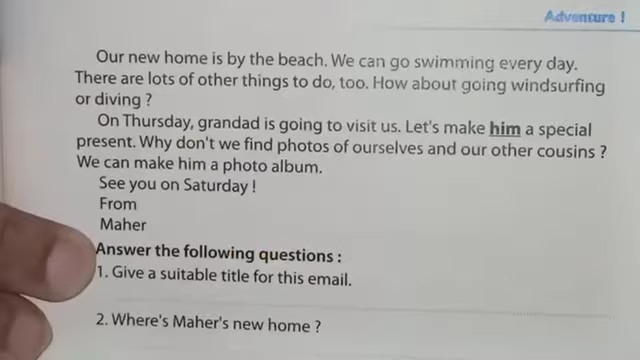 Adventure !
Our new home is by the beach. We can go swimming every day.
There are lots of other things to do, too. How about going windsurfing
or diving ?
On Thursday, grandad is going to visit us. Let's make him a special
present. Why don't we find photos of ourselves and our other cousins ?
We can make him a photo album.
See you on Saturday !
From
Maher
Answer the following questions :
1. Give a suitable title for this email.
2. Where's Maher's new home ?